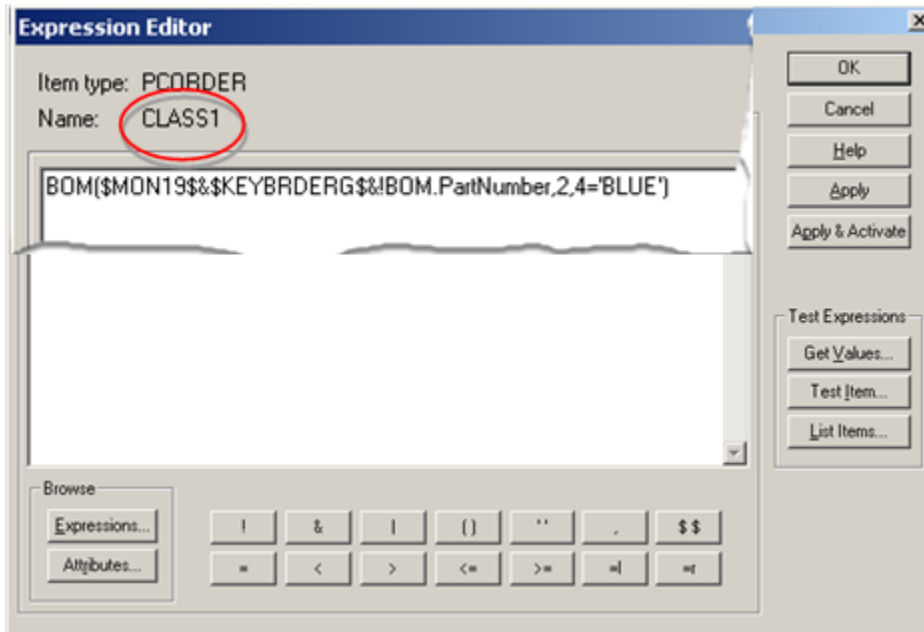 Expression Editor
Item type: PCORDER
Name: CLASS1
BOM($MON19$&$KEYBRDERG$&!BOM.PartNumber,2,4='BLUE')
OK
Cancel
Help
Apply
Apply & Activate
Test Expressions
Get Values...
Test Item...
List Items...
Browse
Expressions...
Attributes...
! & | () '' , $$
= < > <= >= =l =r